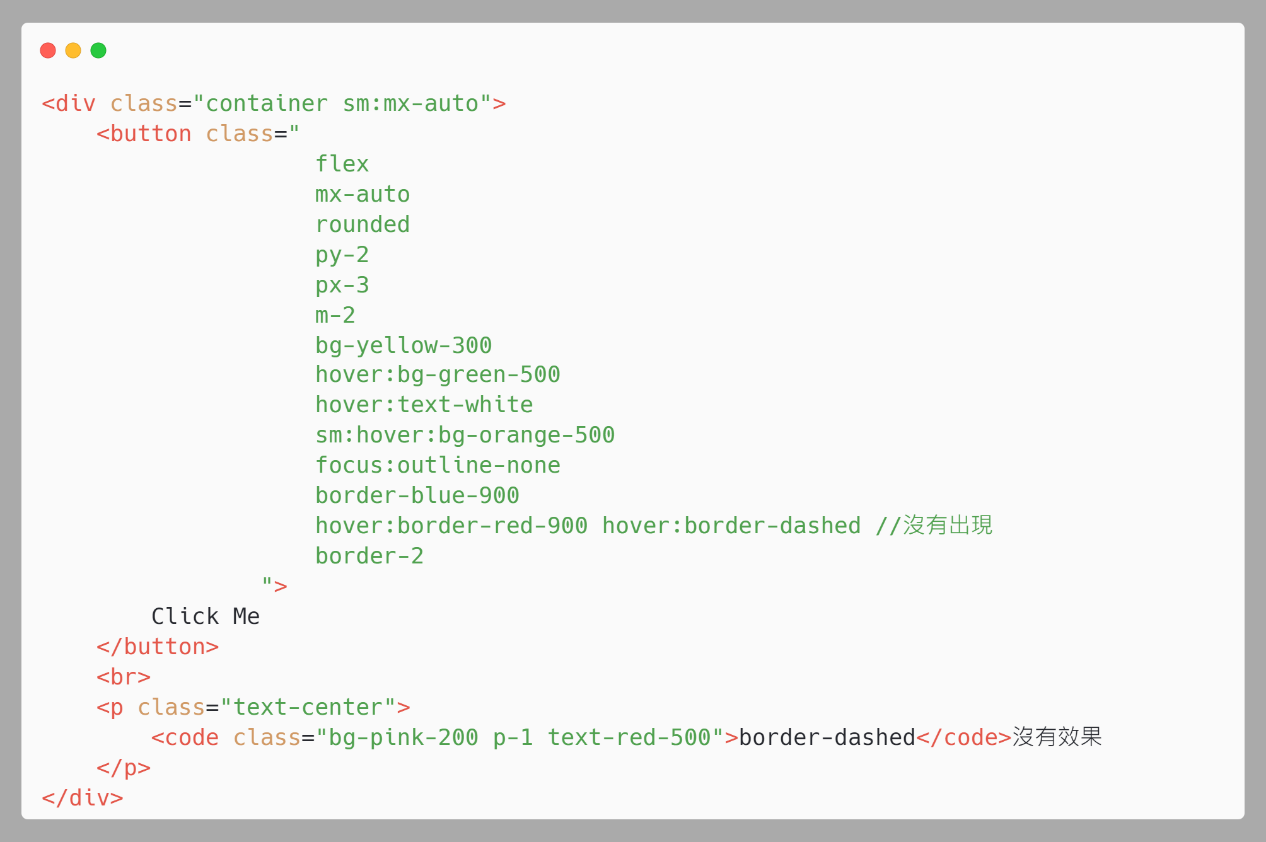 <div class="container sm:mx-auto">
    <button class="
                    flex
                    mx-auto
                    rounded
                    py-2
                    px-3
                    m-2
                    bg-yellow-300
                    hover:bg-green-500
                    hover:text-white
                    sm:hover:bg-orange-500
                    focus:outline-none
                    border-blue-900
                    hover:border-red-900 hover:border-dashed //沒有出現
                    border-2
                ">
        Click Me
    </button>
    <br>
    <p class="text-center">
        <code class="bg-pink-200 p-1 text-red-500">border-dashed</code>沒有效果
    </p>
</div>